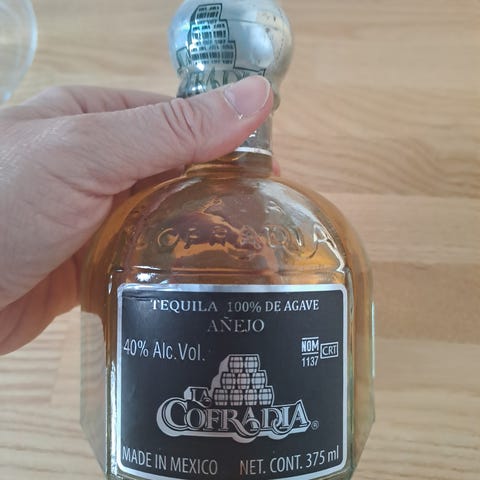 COFRADIA
TEQUILA 100% DE AGAVE
AÑEJO
40% Alc.Vol.
NOM
1137
CRT
LA
COFRADIA®
MADE IN MEXICO NET. CONT. 375 ml